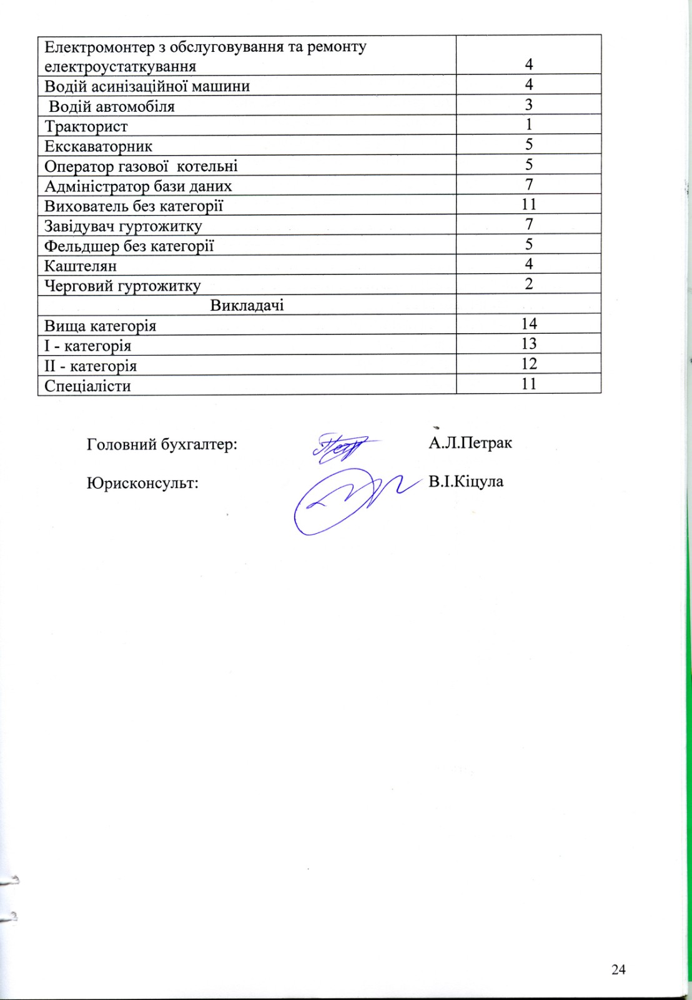 Електромонтер з обслуговування та ремонту
електроустаткування 4
Водій асинізаційної машини 4
Водій автомобіля 3
Тракторист 1
Екскаваторник 5
Оператор газової котельні 5
Адміністратор бази даних 7
Вихователь без категорії 11
Завідувач гуртожитку 7
Фельдшер без категорії 5
Каштелян 4
Черговий гуртожитку 2
Викладачі
Вища категорія 14
І - категорія 13
ІІ - категорія 12
Спеціалісти 11
Головний бухгалтер: А.Л.Петрак
Юрисконсульт: В.І.Кіцула
24